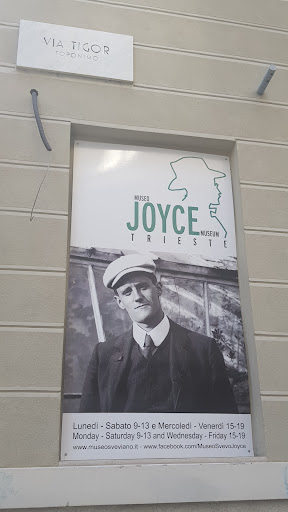 VIA TIGOR
TOPONIMO
MUSEO
JOYCE MUSEUM
TRIESTE
Lunedì - Sabato 9-13 e Mercoledì - Venerdì 15-19
Monday - Saturday 9-13 and Wednesday - Friday 15-19
www.museosveviano.it - www.facebook.com/MuseoSvevoJoyce